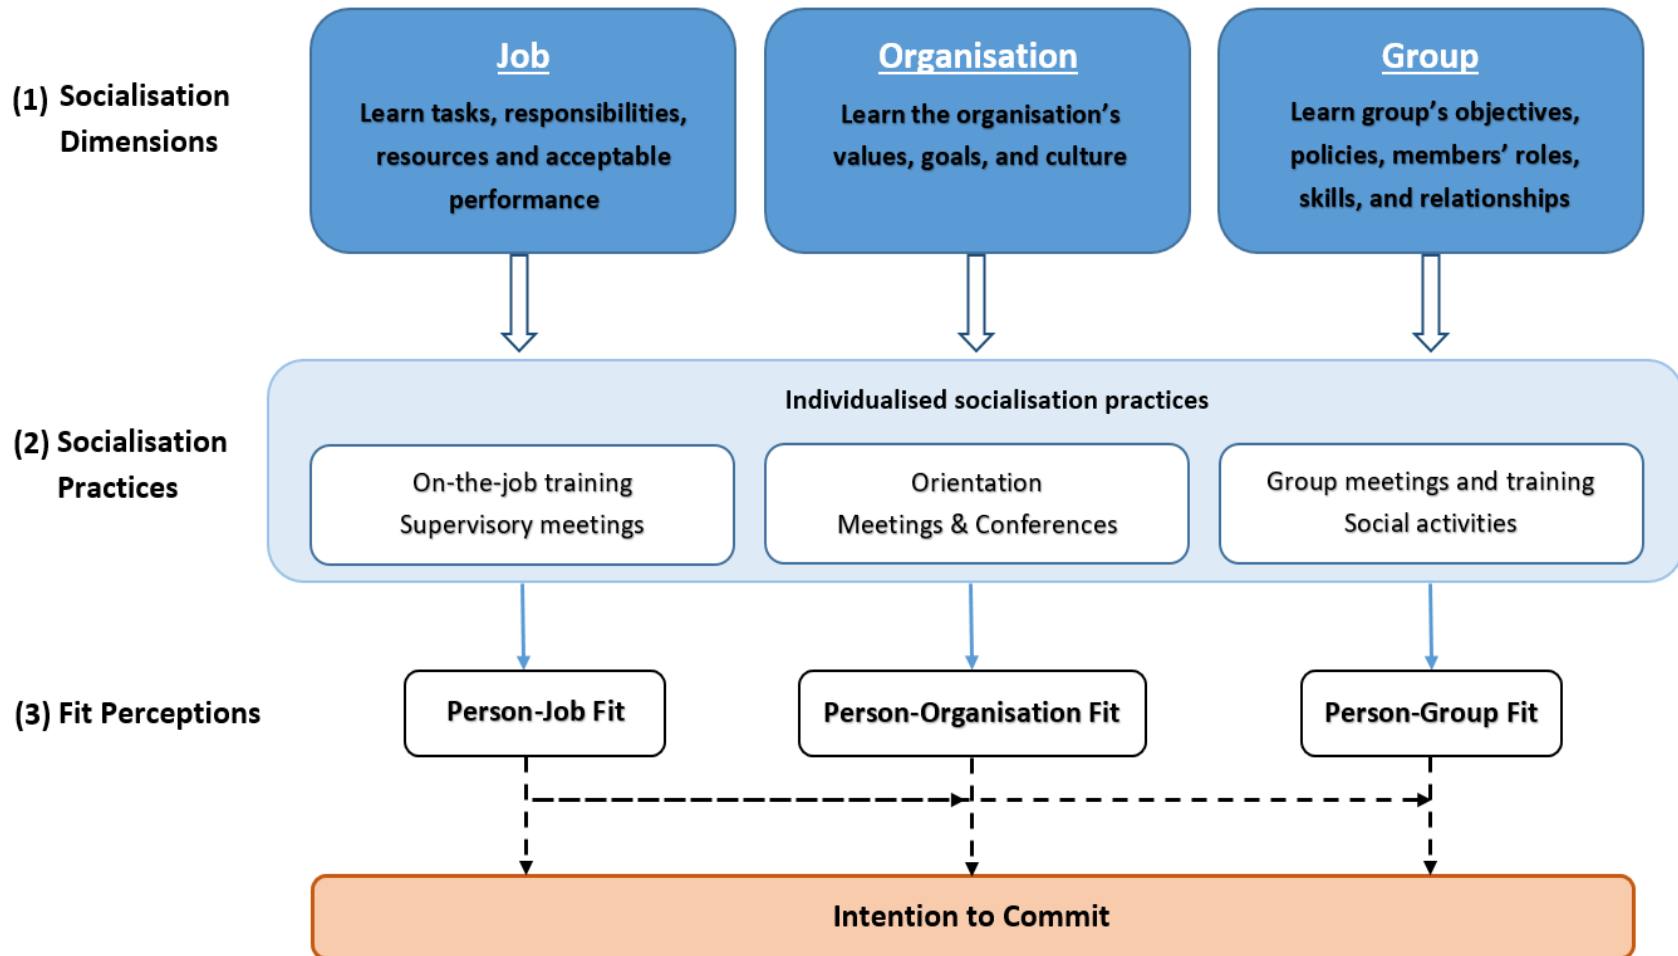 (1) Socialisation
Dimensions
Job
Learn tasks, responsibilities,
resources and acceptable
performance
Organisation
Learn the organisation’s
values, goals, and culture
Group
Learn group’s objectives,
policies, members’ roles,
skills, and relationships
(2) Socialisation
Practices
Individualised socialisation practices
On-the-job training
Supervisory meetings
Orientation
Meetings & Conferences
Group meetings and training
Social activities
(3) Fit Perceptions
Person-Job Fit
Person-Organisation Fit
Person-Group Fit
Intention to Commit